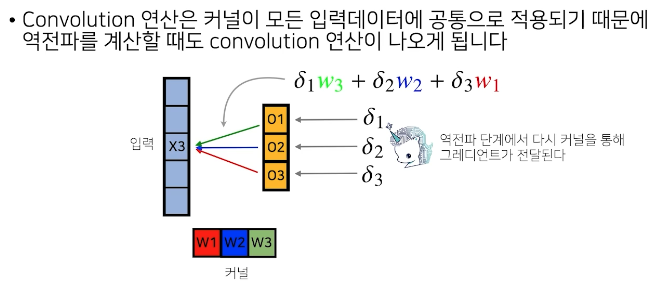 • Convolution 연산은 커널이 모든 입력데이터에 공통으로 적용되기 때문에
역전파를 계산할 때도 convolution 연산이 나오게 됩니다
δ₁w₃ + δ₂w₂ + δ₃w₁
입력
X3
O1
O2
O3
δ₁
δ₂
δ₃
역전파 단계에서 다시 커널을 통해
그레디언트가 전달된다
W1 W2 W3
커널